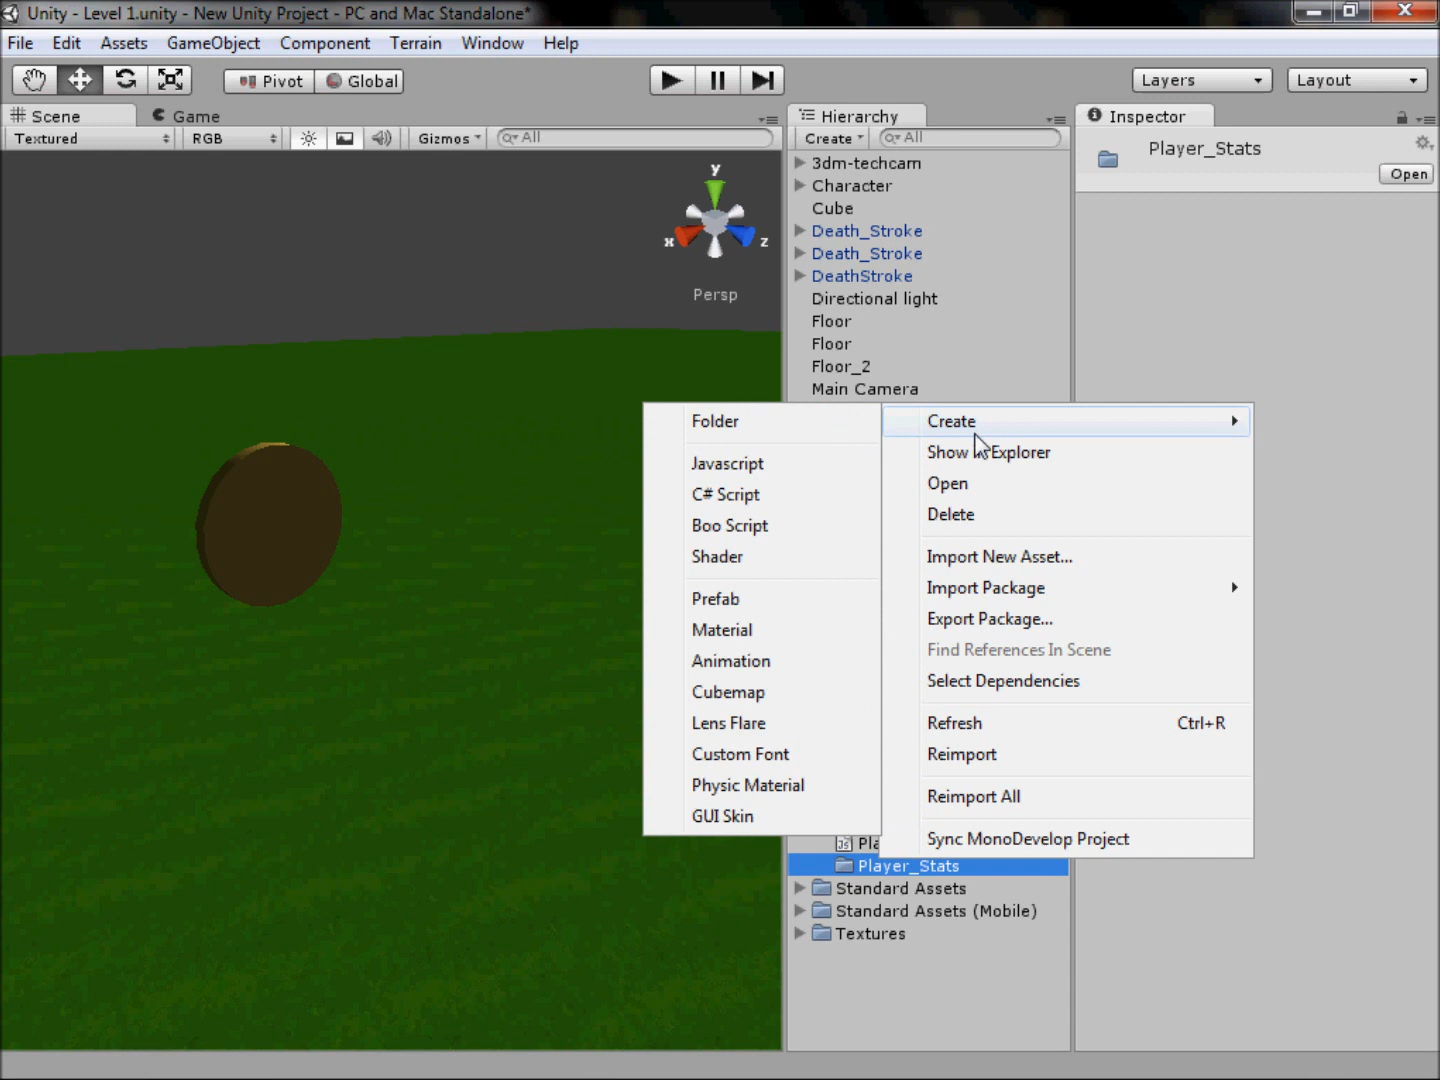 Unity - Level 1.unity - New Unity Project - PC and Mac Standalone*
File Edit Assets GameObject Component Terrain Window Help
Pivot Global Layers Layout
Scene Game Hierarchy Inspector
Textured RGB Gizmos All Create All
Player_Stats
Open
3dm-techcam
Character
Cube
Death_Stroke
Death_Stroke
DeathStroke
Directional light
Floor
Floor
Floor_2
Main Camera
y
x z
Persp
Folder
Javascript
C# Script
Boo Script
Shader
Prefab
Material
Animation
Cubemap
Lens Flare
Custom Font
Physic Material
GUI Skin
Create
Show Explorer
Open
Delete
Import New Asset...
Import Package
Export Package...
Find References In Scene
Select Dependencies
Refresh Ctrl+R
Reimport
Reimport All
Sync MonoDevelop Project
Js
Player_Stats
Standard Assets
Standard Assets (Mobile)
Textures